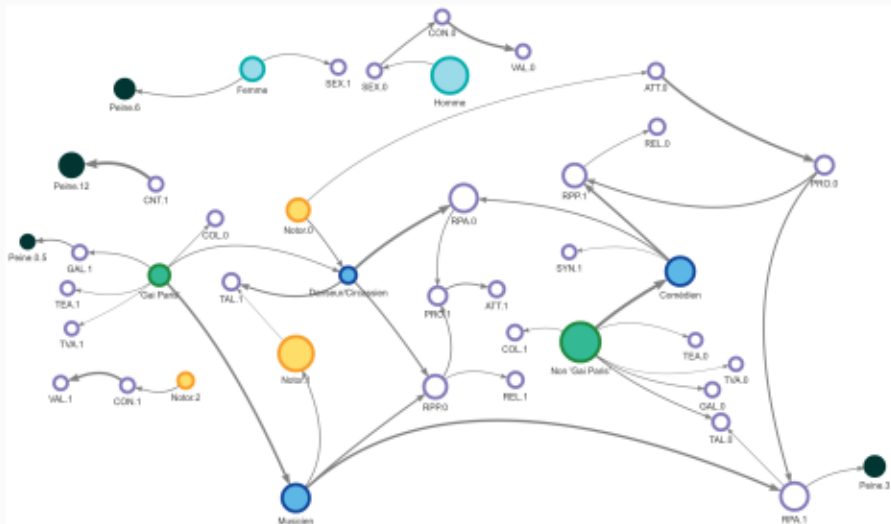 CON.0
VAL.0
SEX.1
SEX.0
Femme
Homme
Peine.6
ATT.0
REL.0
Peine.12
CNT.1
RPP.1
PRO.0
COL.0
Notor.0
RPA.0
Peine.0.5
GAL.1
'Gai Paris'
TAL.1
Danseur/Circassien
SYN.1
Comédien
TEA.1
PRO.1
ATT.1
TVA.1
COL.1
TEA.0
Non 'Gai Paris'
TVA.0
VAL.1
CON.1
Notor.2
Notor.1
RPP.0
REL.1
GAL.0
TAL.0
Musicien
RPA.1
Peine.3